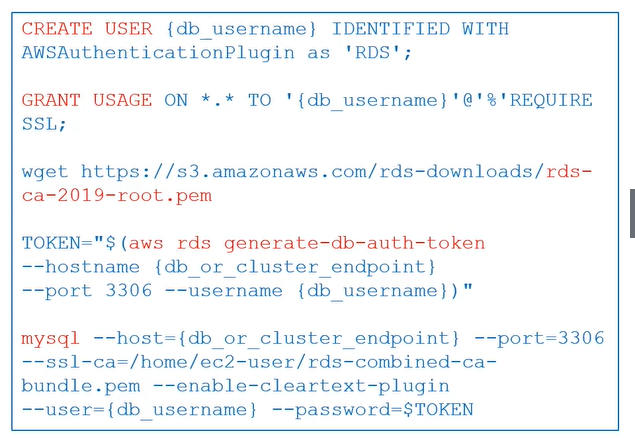 CREATE USER {db_username} IDENTIFIED WITH
AWSAuthenticationPlugin as 'RDS';
GRANT USAGE ON *.* TO '{db_username}'@'%'REQUIRE
SSL;
wget https://s3.amazonaws.com/rds-downloads/rds-
ca-2019-root.pem
TOKEN="$(aws rds generate-db-auth-token
--hostname {db_or_cluster_endpoint}
--port 3306 --username {db_username})"
mysql --host={db_or_cluster_endpoint} --port=3306
--ssl-ca=/home/ec2-user/rds-combined-ca-
bundle.pem --enable-cleartext-plugin
--user={db_username} --password=$TOKEN